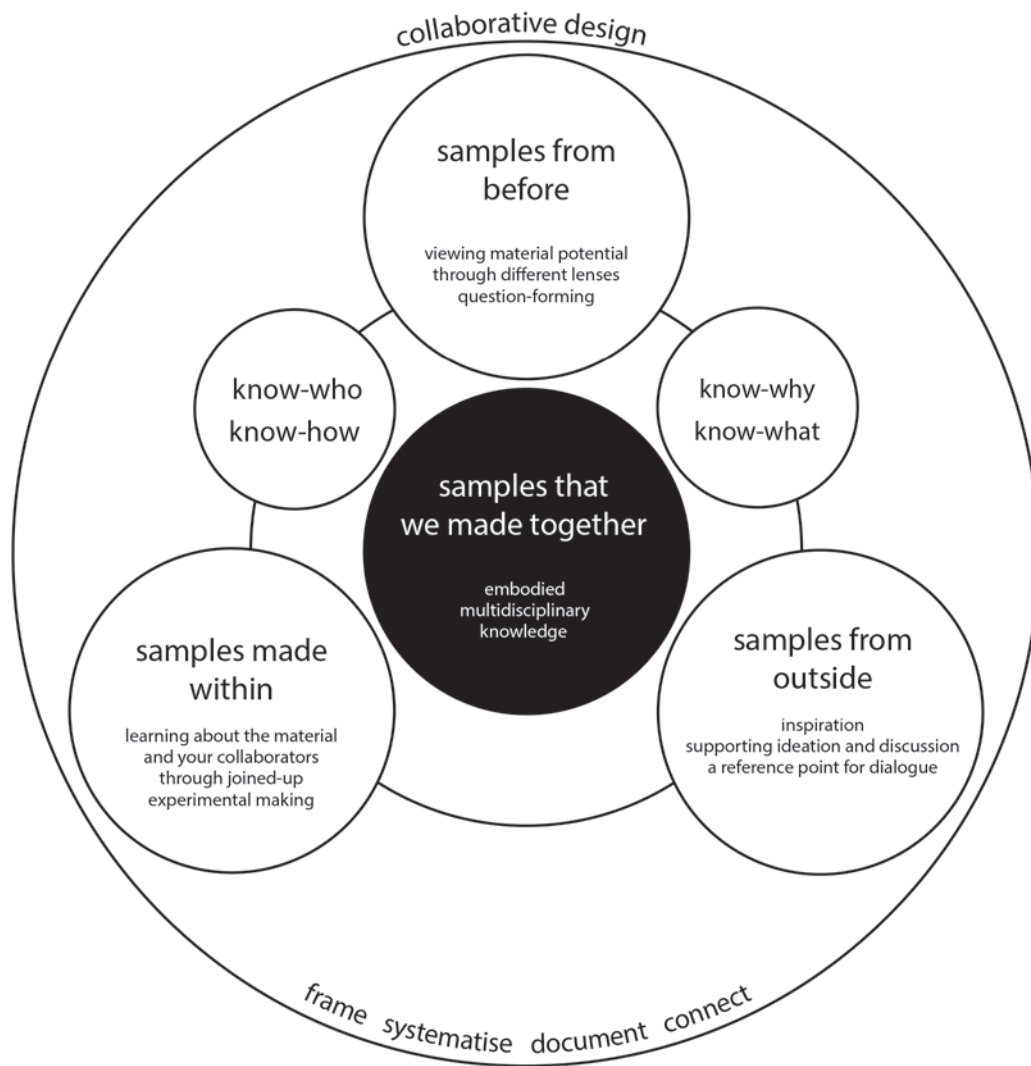 collaborative design
samples from
before
viewing material potential
through different lenses
question-forming
know-who
know-how
know-why
know-what
samples that
we made together
embodied
multidisciplinary
knowledge
samples made
within
learning about the material
and your collaborators
through joined-up
experimental making
samples from
outside
inspiration
supporting ideation and discussion
a reference point for dialogue
frame systematise document connect